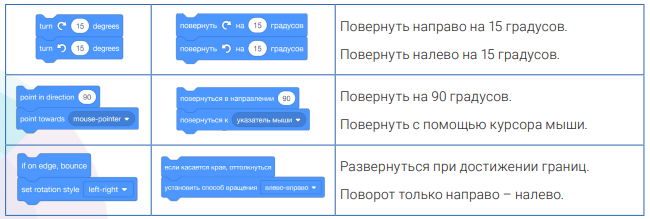 turn 15 degrees
turn 15 degrees
повернуть на 15 градусов
повернуть на 15 градусов
Повернуть направо на 15 градусов.
Повернуть налево на 15 градусов.
point in direction 90
point towards mouse-pointer
повернуться в направлении 90
повернуться к указатель мыши
Повернуть на 90 градусов.
Повернуть с помощью курсора мыши.
if on edge, bounce
set rotation style left-right
если касается края, оттолкнуться
установить способ вращения влево-вправо
Развернуться при достижении границ.
Поворот только направо – налево.